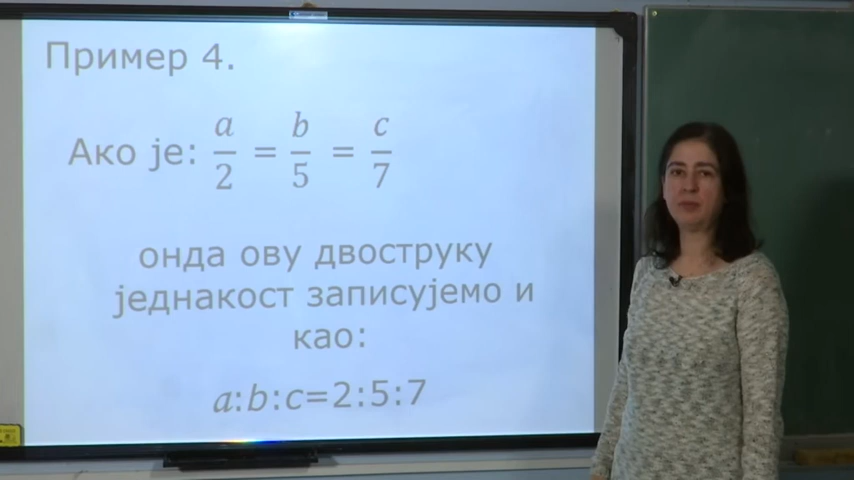 Пример 4.
Ако је: a/2 = b/5 = c/7
онда ову двоструку
једнакост записујемо и
као:
a:b:c=2:5:7